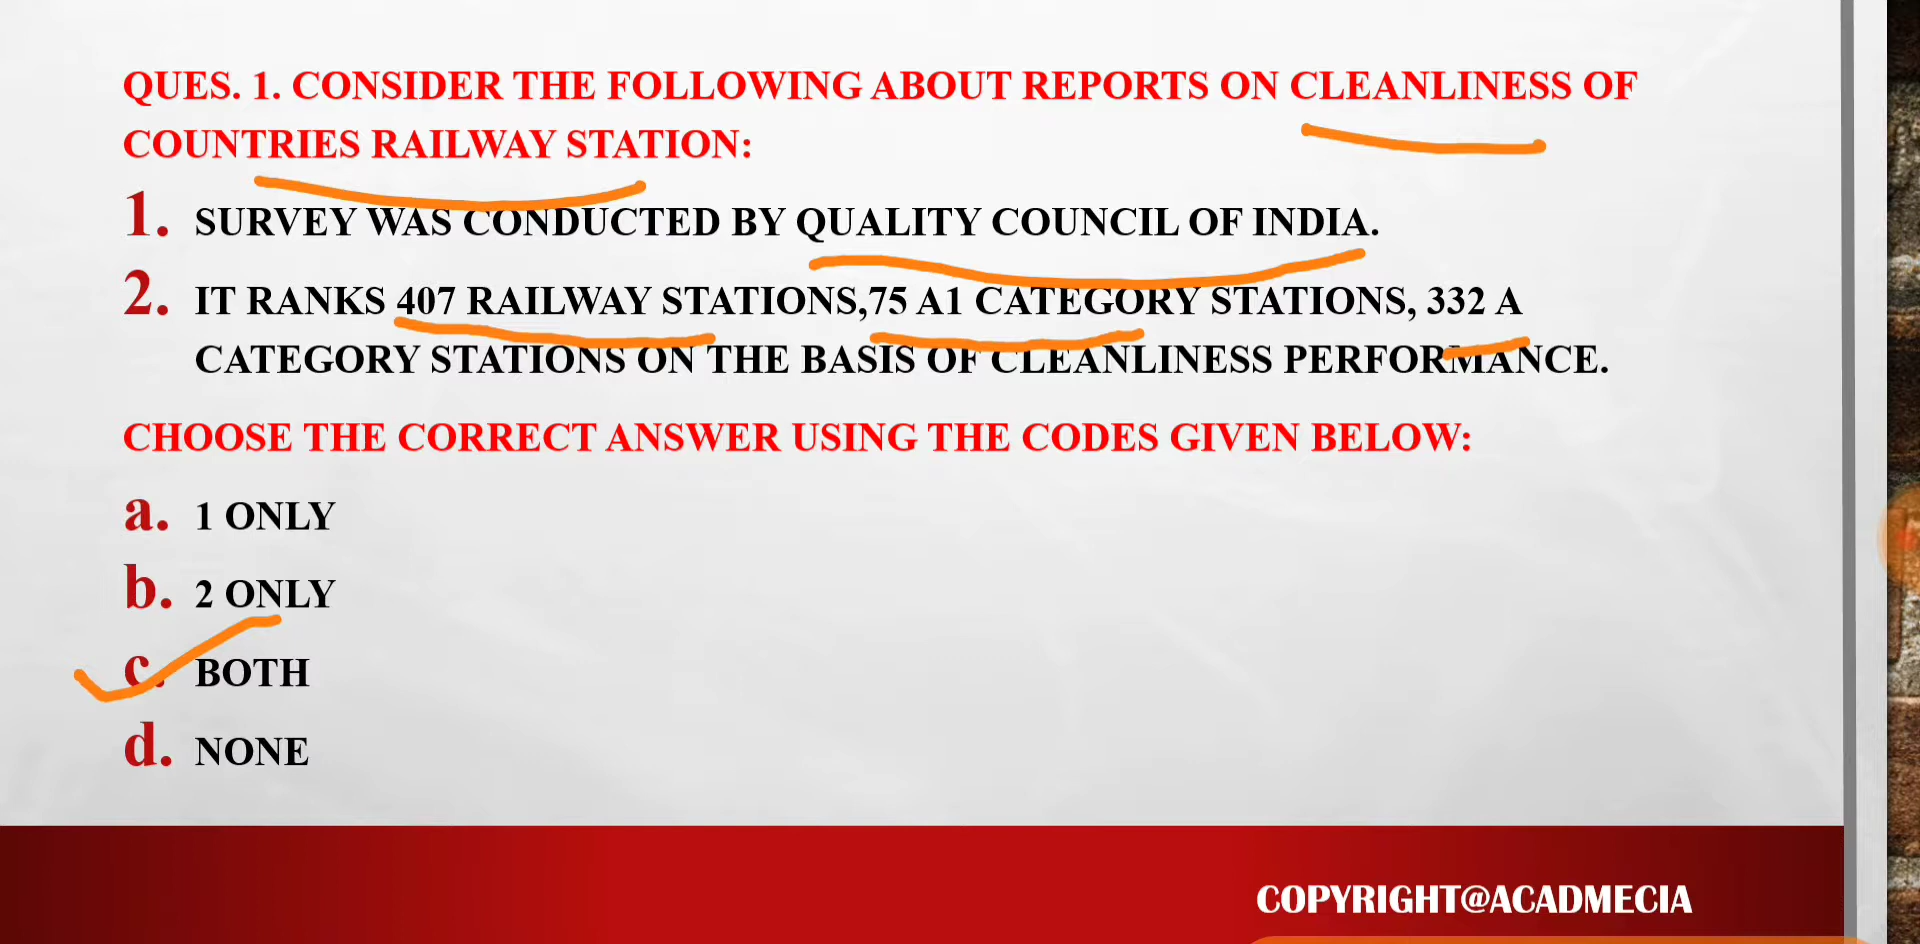 QUES. 1. CONSIDER THE FOLLOWING ABOUT REPORTS ON CLEANLINESS OF
COUNTRIES RAILWAY STATION:
1. SURVEY WAS CONDUCTED BY QUALITY COUNCIL OF INDIA.
2. IT RANKS 407 RAILWAY STATIONS,75 A1 CATEGORY STATIONS, 332 A
CATEGORY STATIONS ON THE BASIS OF CLEANLINESS PERFORMANCE.
CHOOSE THE CORRECT ANSWER USING THE CODES GIVEN BELOW:
a. 1 ONLY
b. 2 ONLY
c. BOTH
d. NONE
COPYRIGHT@ACADMECIA